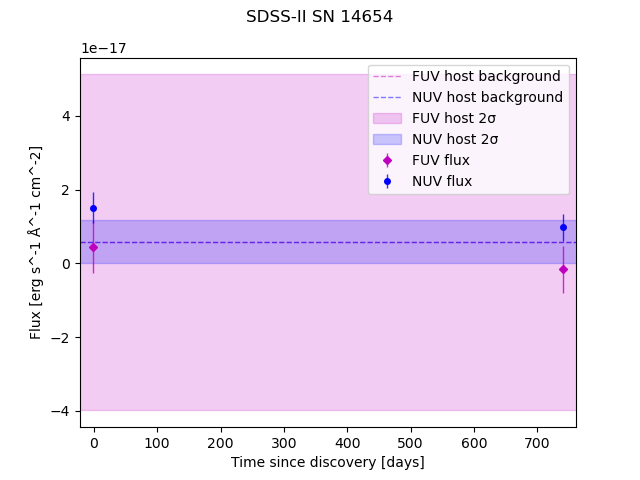 SDSS-II SN 14654
1e−17
FUV host background
NUV host background
FUV host 2σ
NUV host 2σ
FUV flux
NUV flux
4
2
0
−2
−4
Flux [erg s^-1 Å^-1 cm^-2]
0 100 200 300 400 500 600 700
Time since discovery [days]